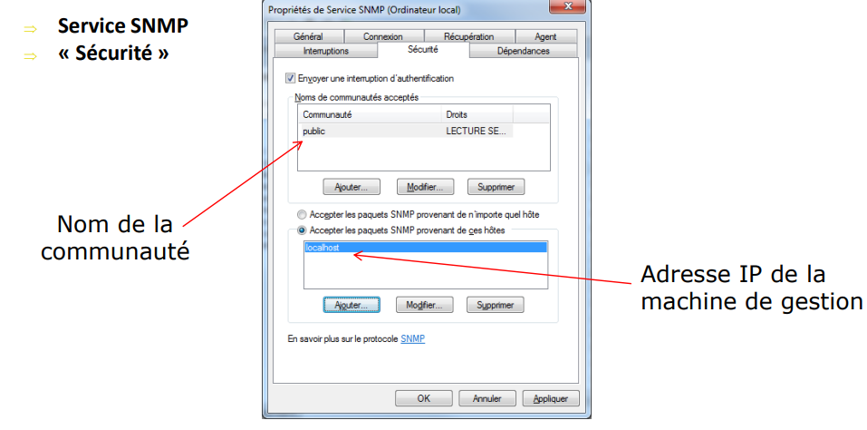 ⇒ Service SNMP
⇒ « Sécurité »
Propriétés de Service SNMP (Ordinateur local)
Général Connexion Récupération Agent
Interruptions Sécurité Dépendances
Envoyer une interruption d'authentification
Noms de communautés acceptés
Communauté Droits
public LECTURE SE...
Ajouter... Modifier... Supprimer
Accepter les paquets SNMP provenant de n'importe quel hôte
Accepter les paquets SNMP provenant de ces hôtes
localhost
Ajouter... Modifier... Supprimer
En savoir plus sur le protocole SNMP
OK Annuler Appliquer
Nom de la
communauté
Adresse IP de la
machine de gestion